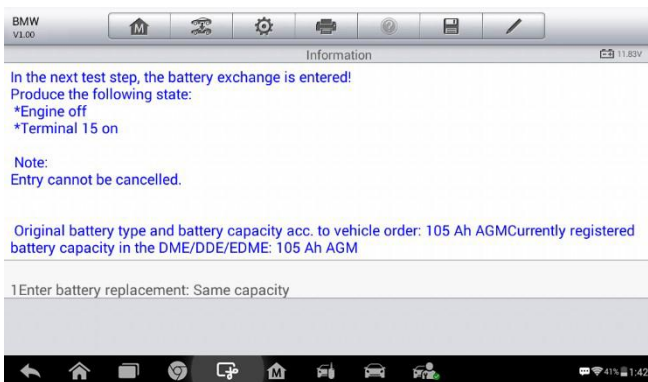 BMW
V1.00
Information
11.83V
In the next test step, the battery exchange is entered!
Produce the following state:
*Engine off
*Terminal 15 on
Note:
Entry cannot be cancelled.
Original battery type and battery capacity acc. to vehicle order: 105 Ah AGMCurrently registered
battery capacity in the DME/DDE/EDME: 105 Ah AGM
1Enter battery replacement: Same capacity
41% 1:42